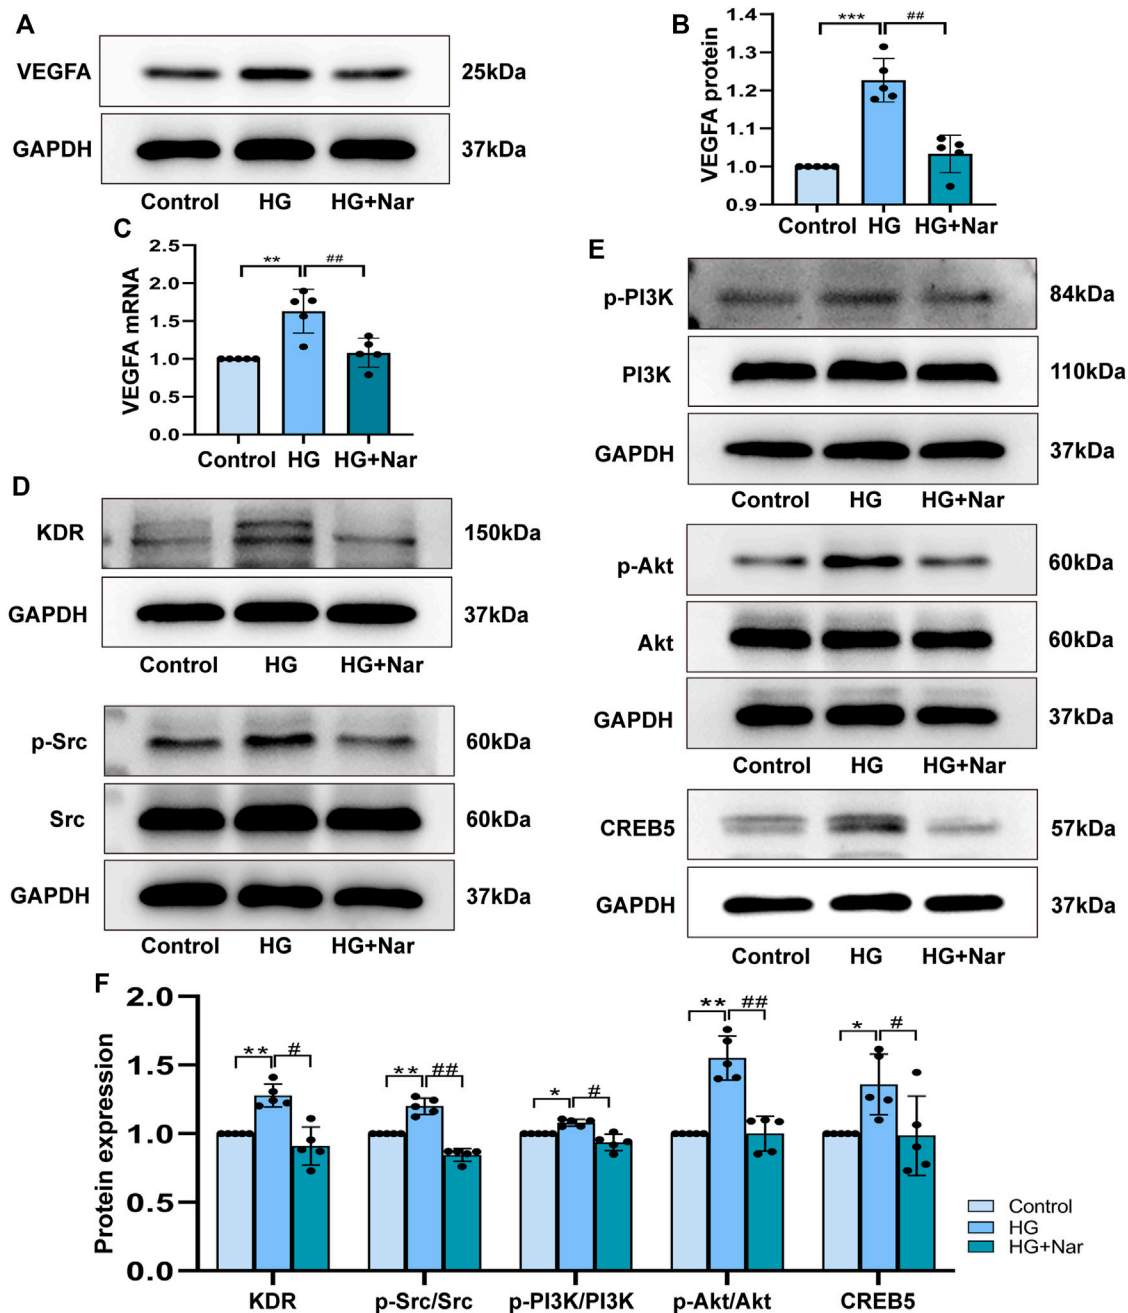 A
VEGFA 25kDa
GAPDH 37kDa
Control HG HG+Nar
B
VEGFA protein
1.4
1.3
1.2
1.1
1.0
0.9
*** ##
Control HG HG+Nar
C
VEGFA mRNA
2.5
2.0
1.5
1.0
0.5
0.0
** ##
Control HG HG+Nar
D
KDR 150kDa
GAPDH 37kDa
Control HG HG+Nar
p-Src 60kDa
Src 60kDa
GAPDH 37kDa
Control HG HG+Nar
E
p-PI3K 84kDa
PI3K 110kDa
GAPDH 37kDa
Control HG HG+Nar
p-Akt 60kDa
Akt 60kDa
GAPDH 37kDa
Control HG HG+Nar
CREB5 57kDa
GAPDH 37kDa
Control HG HG+Nar
F
Protein expression
2.0
1.5
1.0
0.5
0.0
** # ** ## * # ** ## * #
KDR p-Src/Src p-PI3K/PI3K p-Akt/Akt CREB5
Control
HG
HG+Nar